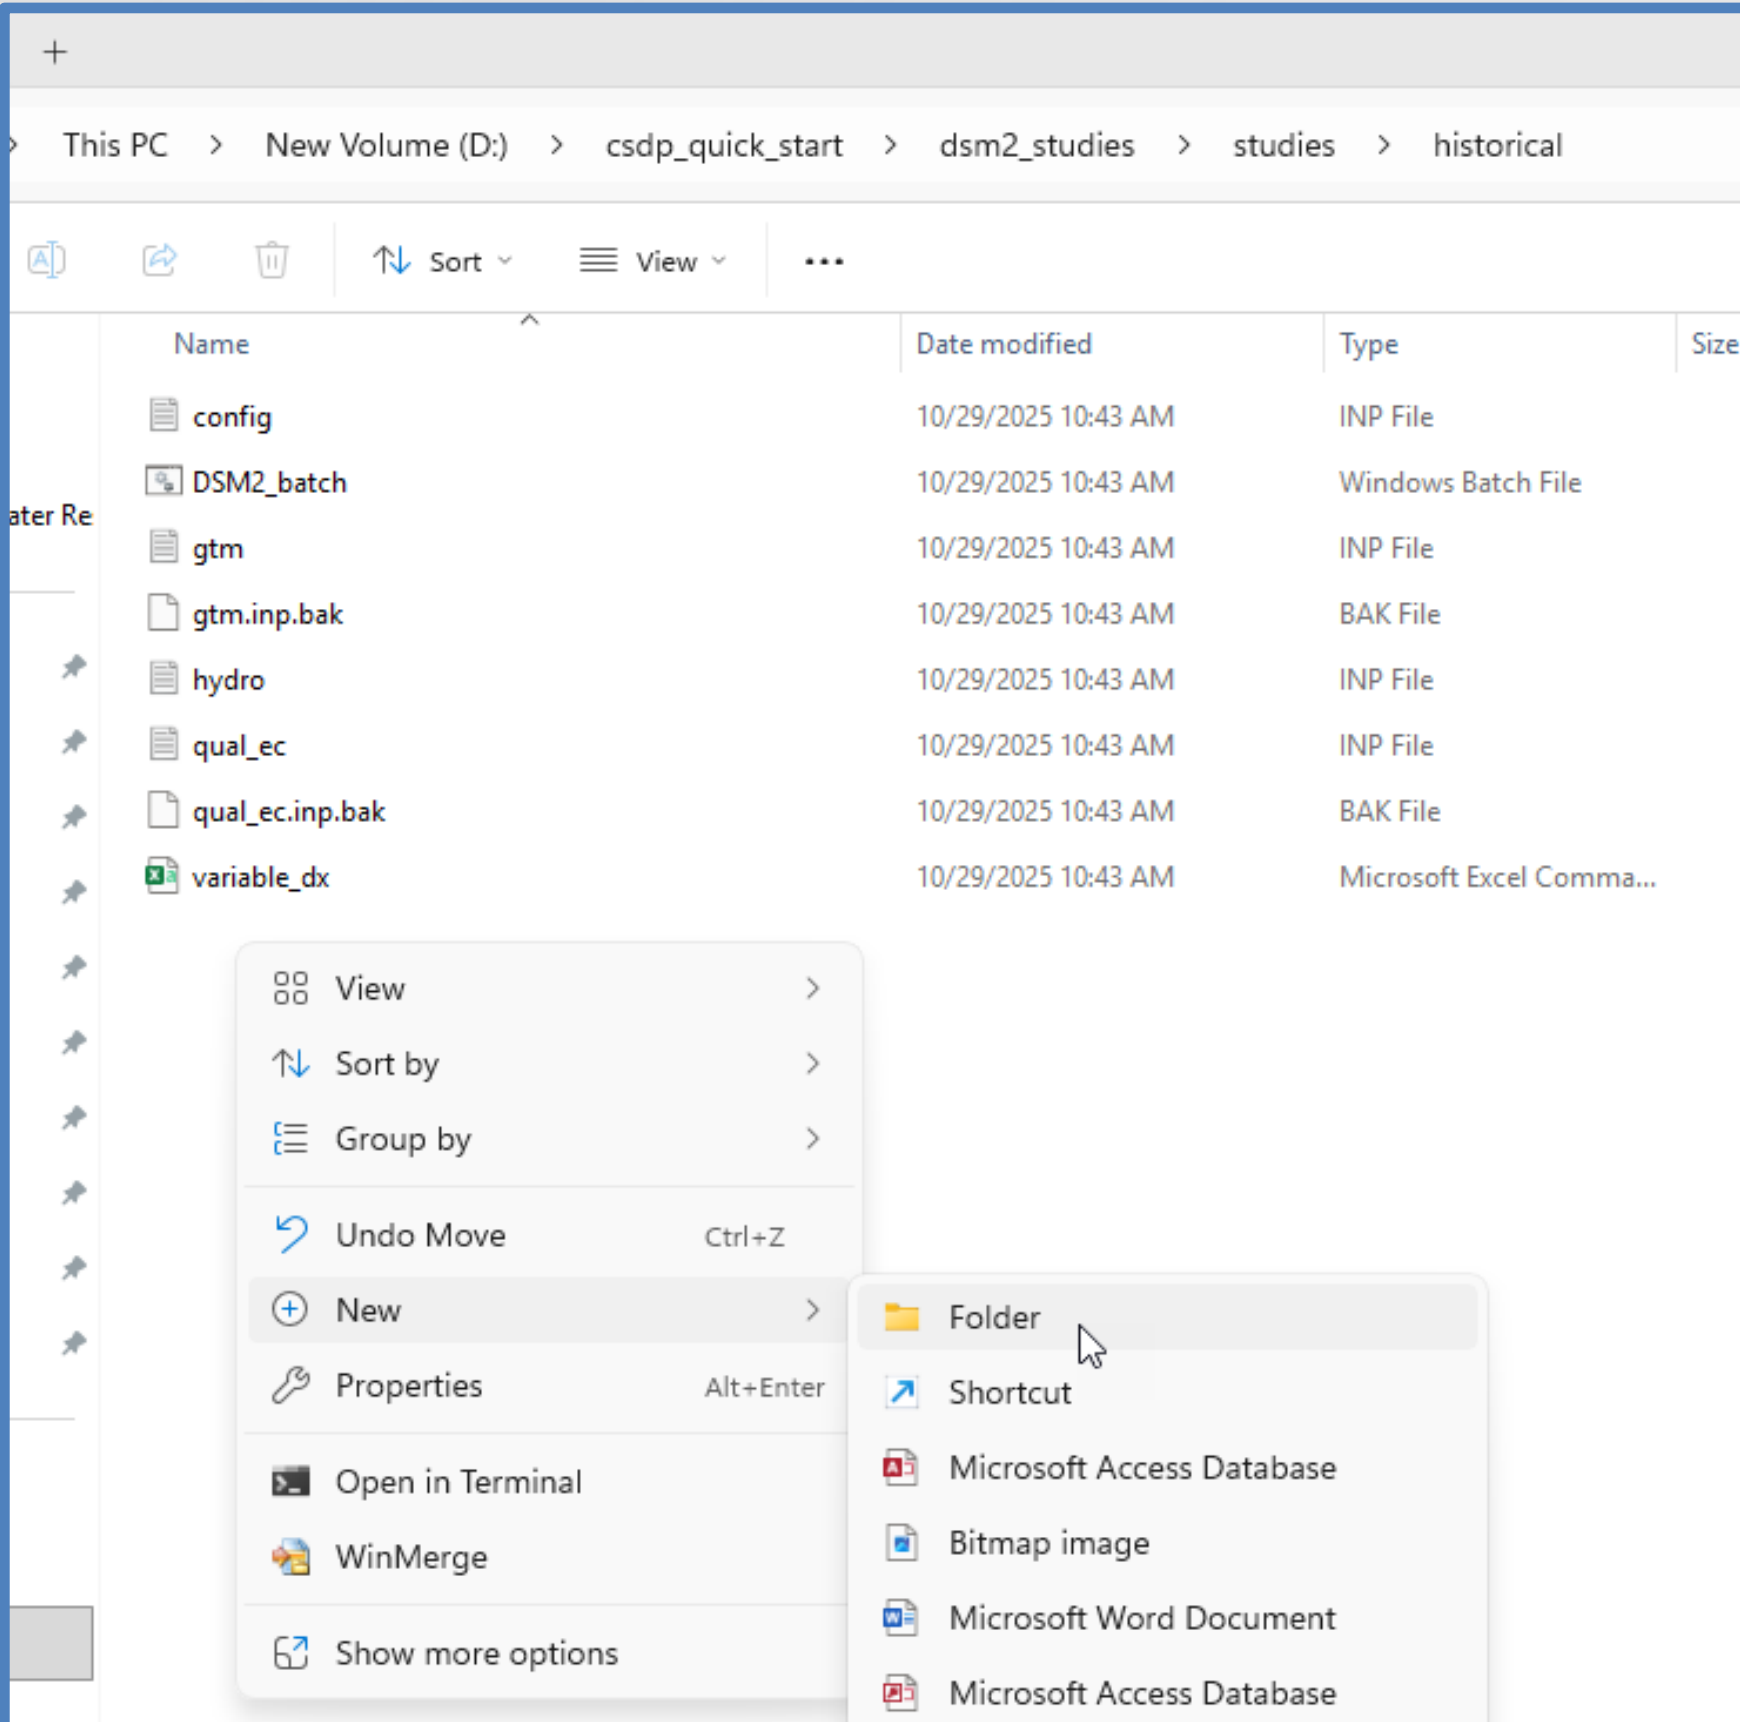 This PC > New Volume (D:) > csdp_quick_start > dsm2_studies > studies > historical
Sort View
Name Date modified Type Size
config 10/29/2025 10:43 AM INP File
DSM2_batch 10/29/2025 10:43 AM Windows Batch File
ater Re
gtm 10/29/2025 10:43 AM INP File
gtm.inp.bak 10/29/2025 10:43 AM BAK File
hydro 10/29/2025 10:43 AM INP File
qual_ec 10/29/2025 10:43 AM INP File
qual_ec.inp.bak 10/29/2025 10:43 AM BAK File
variable_dx 10/29/2025 10:43 AM Microsoft Excel Comma...
View
Sort by
Group by
Undo Move Ctrl+Z
New
Properties Alt+Enter
Open in Terminal
WinMerge
Show more options
Folder
Shortcut
Microsoft Access Database
Bitmap image
Microsoft Word Document
Microsoft Access Database